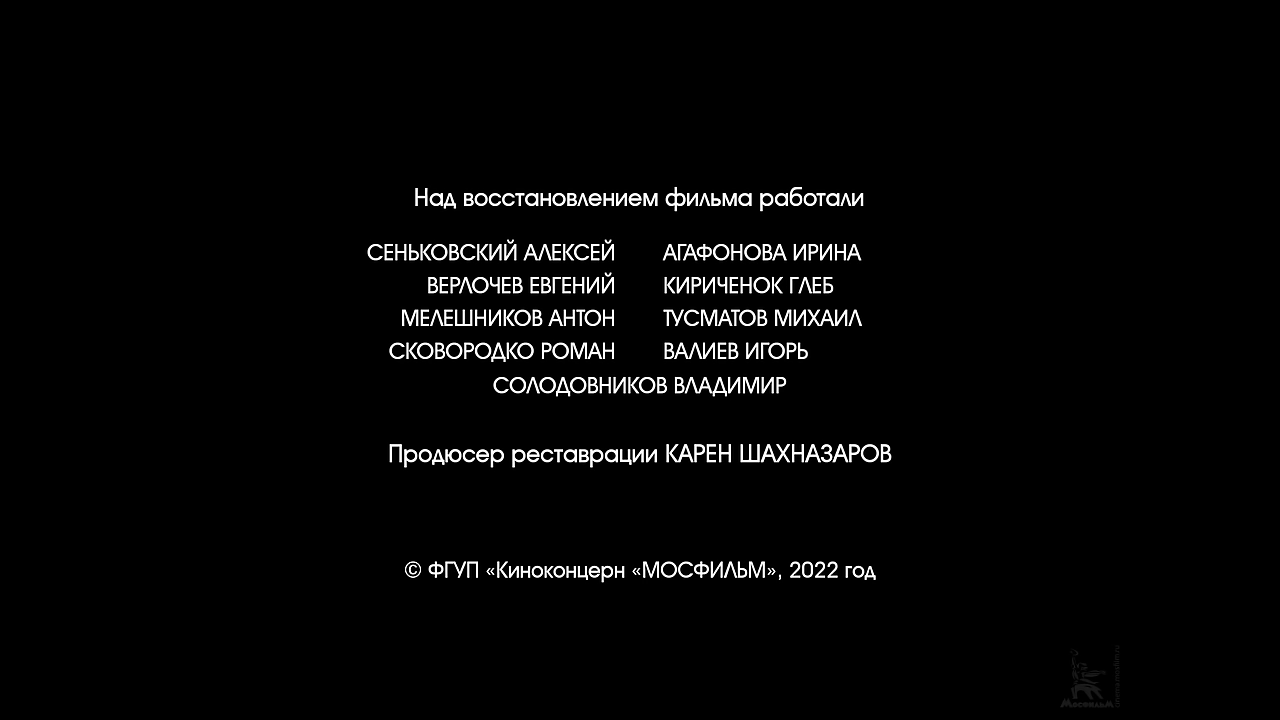 Над восстановлением фильма работали
СЕНЬКОВСКИЙ АЛЕКСЕЙ АГАФОНОВА ИРИНА
ВЕРЛОЧЕВ ЕВГЕНИЙ КИРИЧЕНОК ГЛЕБ
МЕЛЕШНИКОВ АНТОН ТУСМАТОВ МИХАИЛ
СКОВОРОДКО РОМАН ВАЛИЕВ ИГОРЬ
СОЛОДОВНИКОВ ВЛАДИМИР
Продюсер реставрации КАРЕН ШАХНАЗАРОВ
© ФГУП «Киноконцерн «МОСФИЛЬМ», 2022 год
Мосфильм